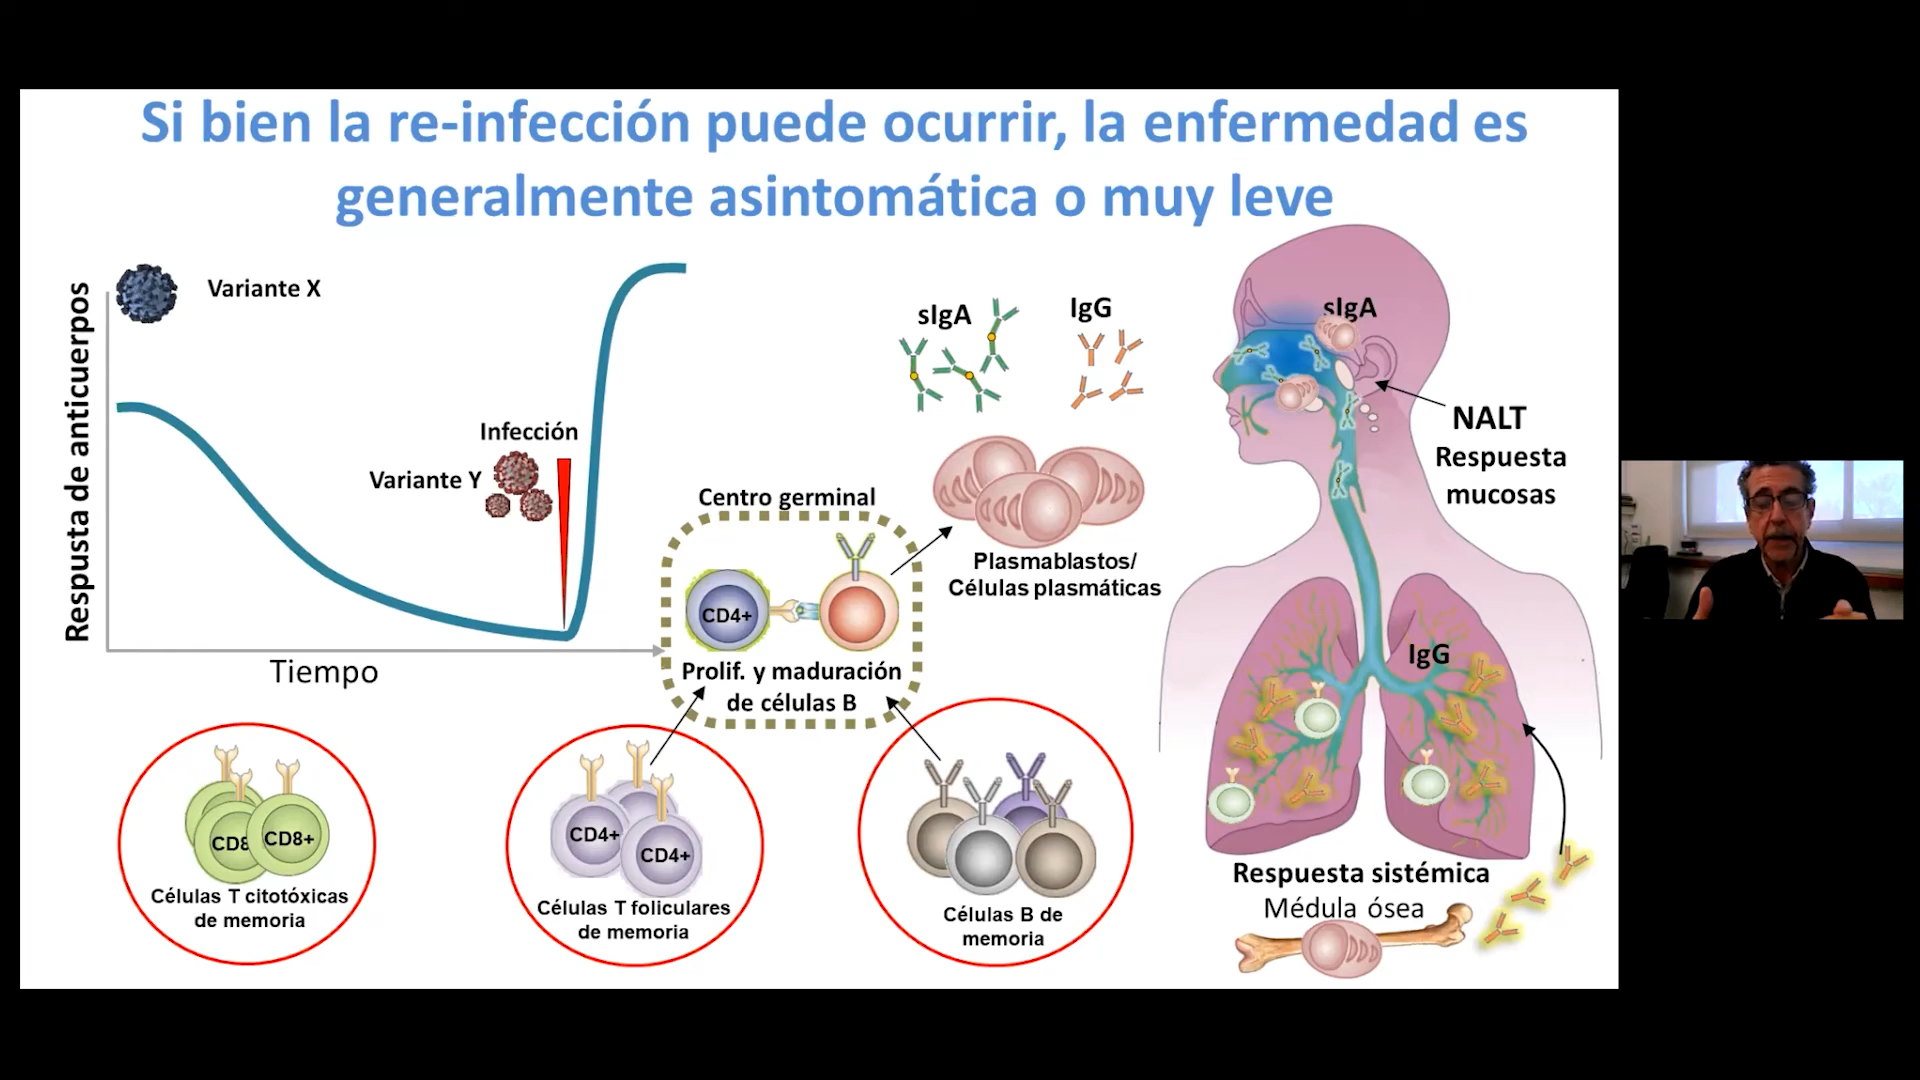 Si bien la re-infección puede ocurrir, la enfermedad es
generalmente asintomática o muy leve
Respusta de anticuerpos
Variante X
Infección
Variante Y
Tiempo
sIgA
IgG
Centro germinal
CD4+
Prolif. y maduración
de células B
Plasmablastos/
Células plasmáticas
sIgA
NALT
Respuesta
mucosas
IgG
CD8
CD8+
Células T citotóxicas
de memoria
CD4+
CD4+
Células T foliculares
de memoria
Células B de
memoria
Respuesta sistémica
Médula ósea